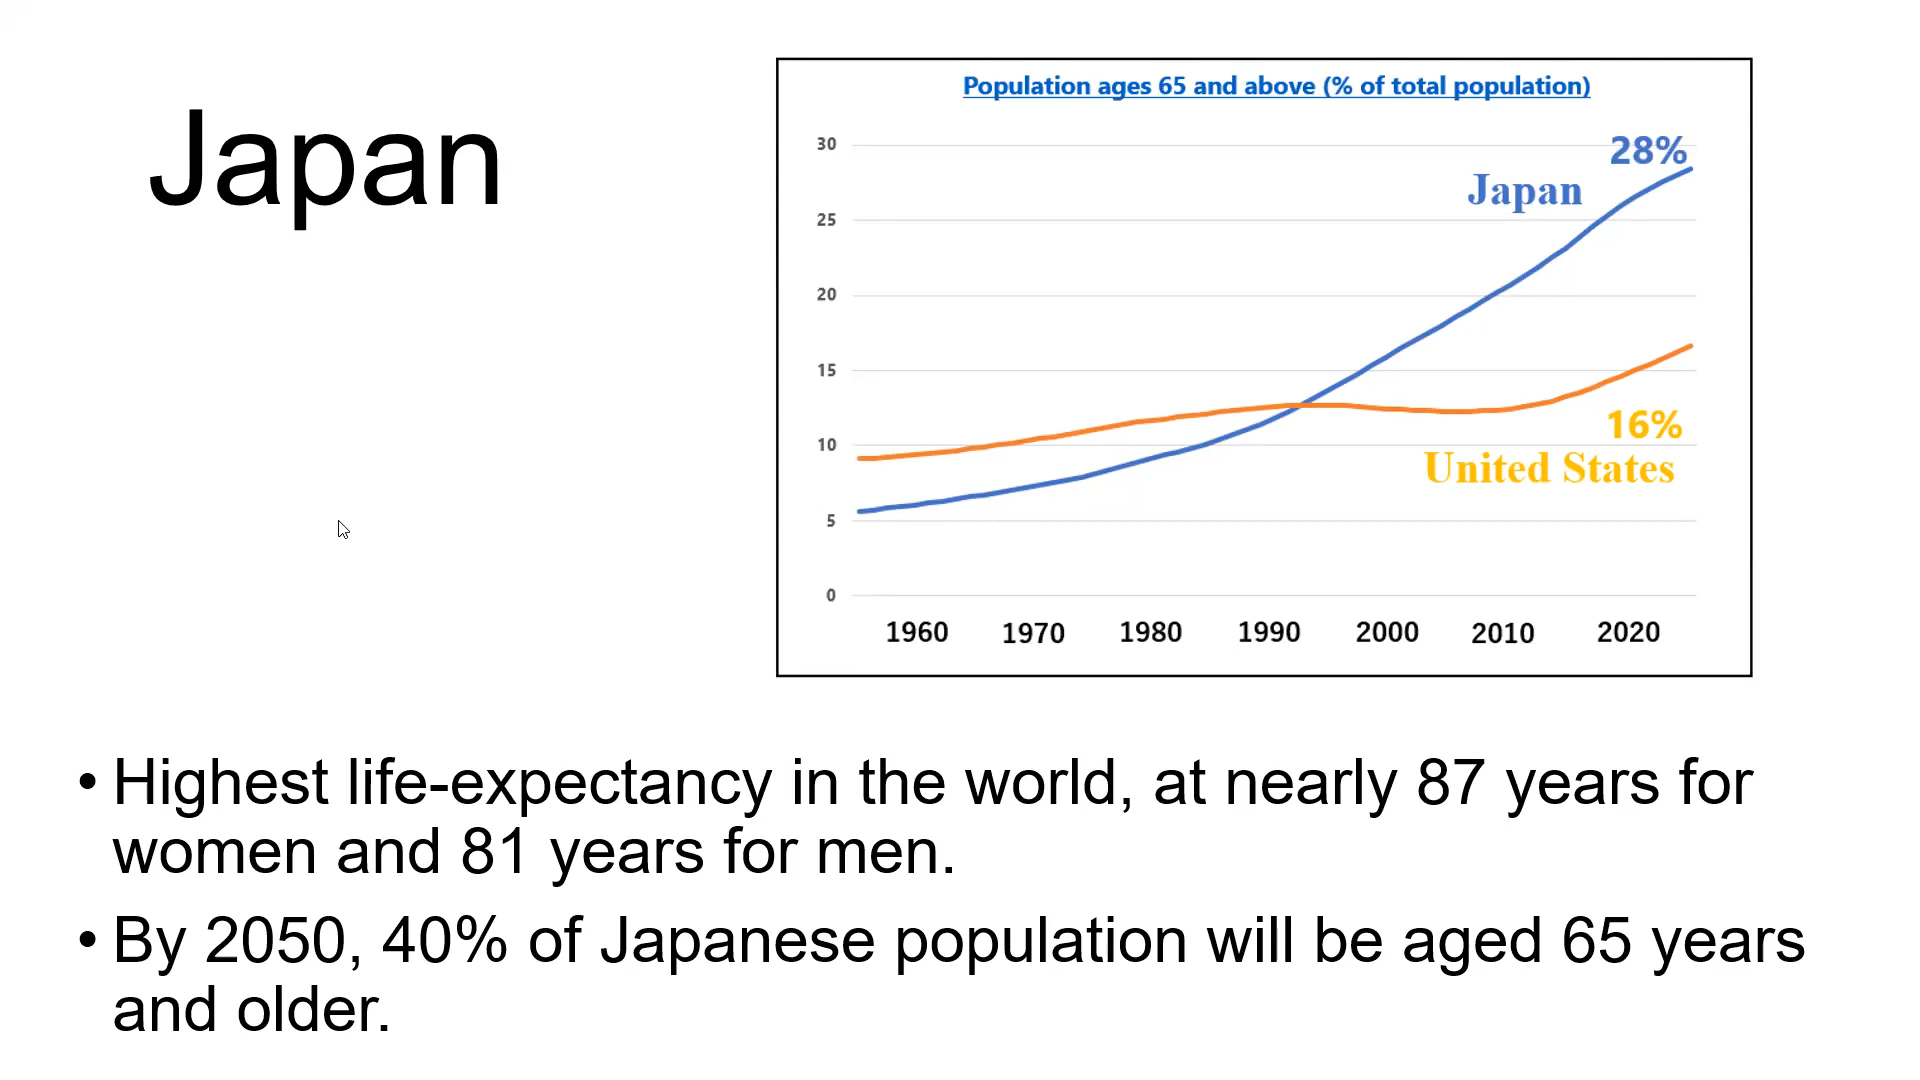 Japan
Population ages 65 and above (% of total population)
30
25
20
15
10
5
0
28%
Japan
16%
United States
1960 1970 1980 1990 2000 2010 2020
• Highest life-expectancy in the world, at nearly 87 years for
women and 81 years for men.
• By 2050, 40% of Japanese population will be aged 65 years
and older.